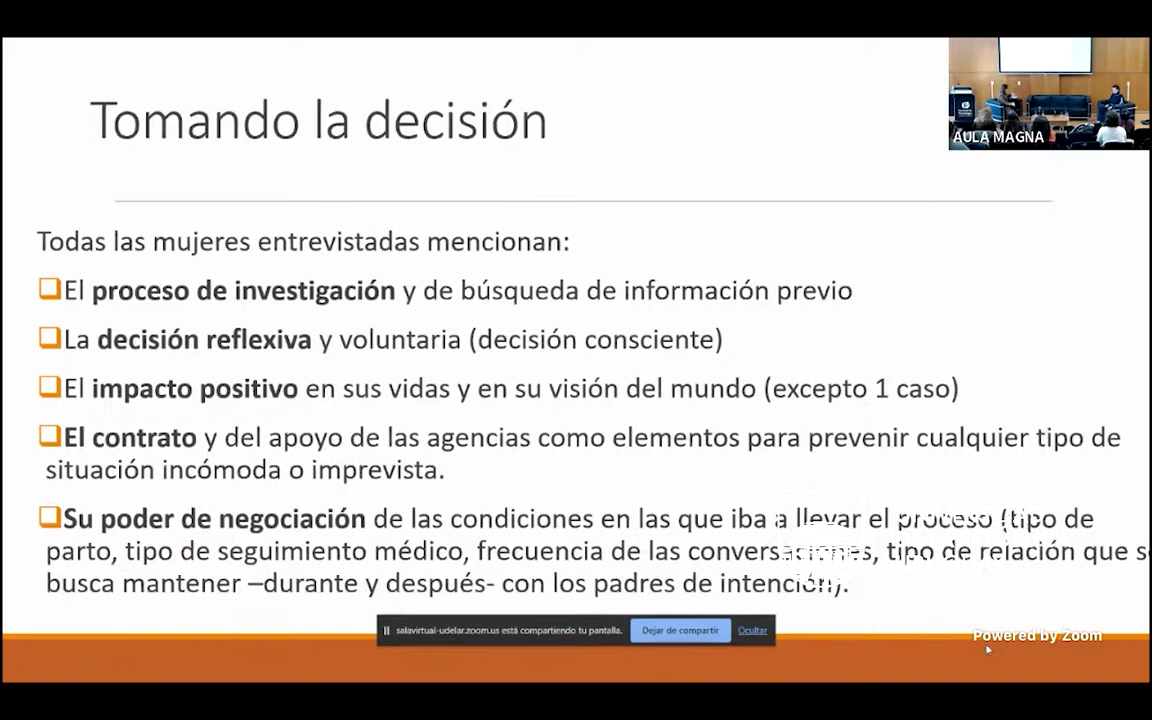 Tomando la decisión
AULA MAGNA
Todas las mujeres entrevistadas mencionan:
El proceso de investigación y de búsqueda de información previo
La decisión reflexiva y voluntaria (decisión consciente)
El impacto positivo en sus vidas y en su visión del mundo (excepto 1 caso)
El contrato y del apoyo de las agencias como elementos para prevenir cualquier tipo de
situación incómoda o imprevista.
Su poder de negociación de las condiciones en las que iba a llevar el proceso (tipo de
parto, tipo de seguimiento médico, frecuencia de las conversaciones, tipo de relación que
busca mantener –durante y después- con los padres de intención).
salavirtual-udelar.zoom.us está compartiendo tu pantalla.
Dejar de compartir
Ocultar
Powered by Zoom